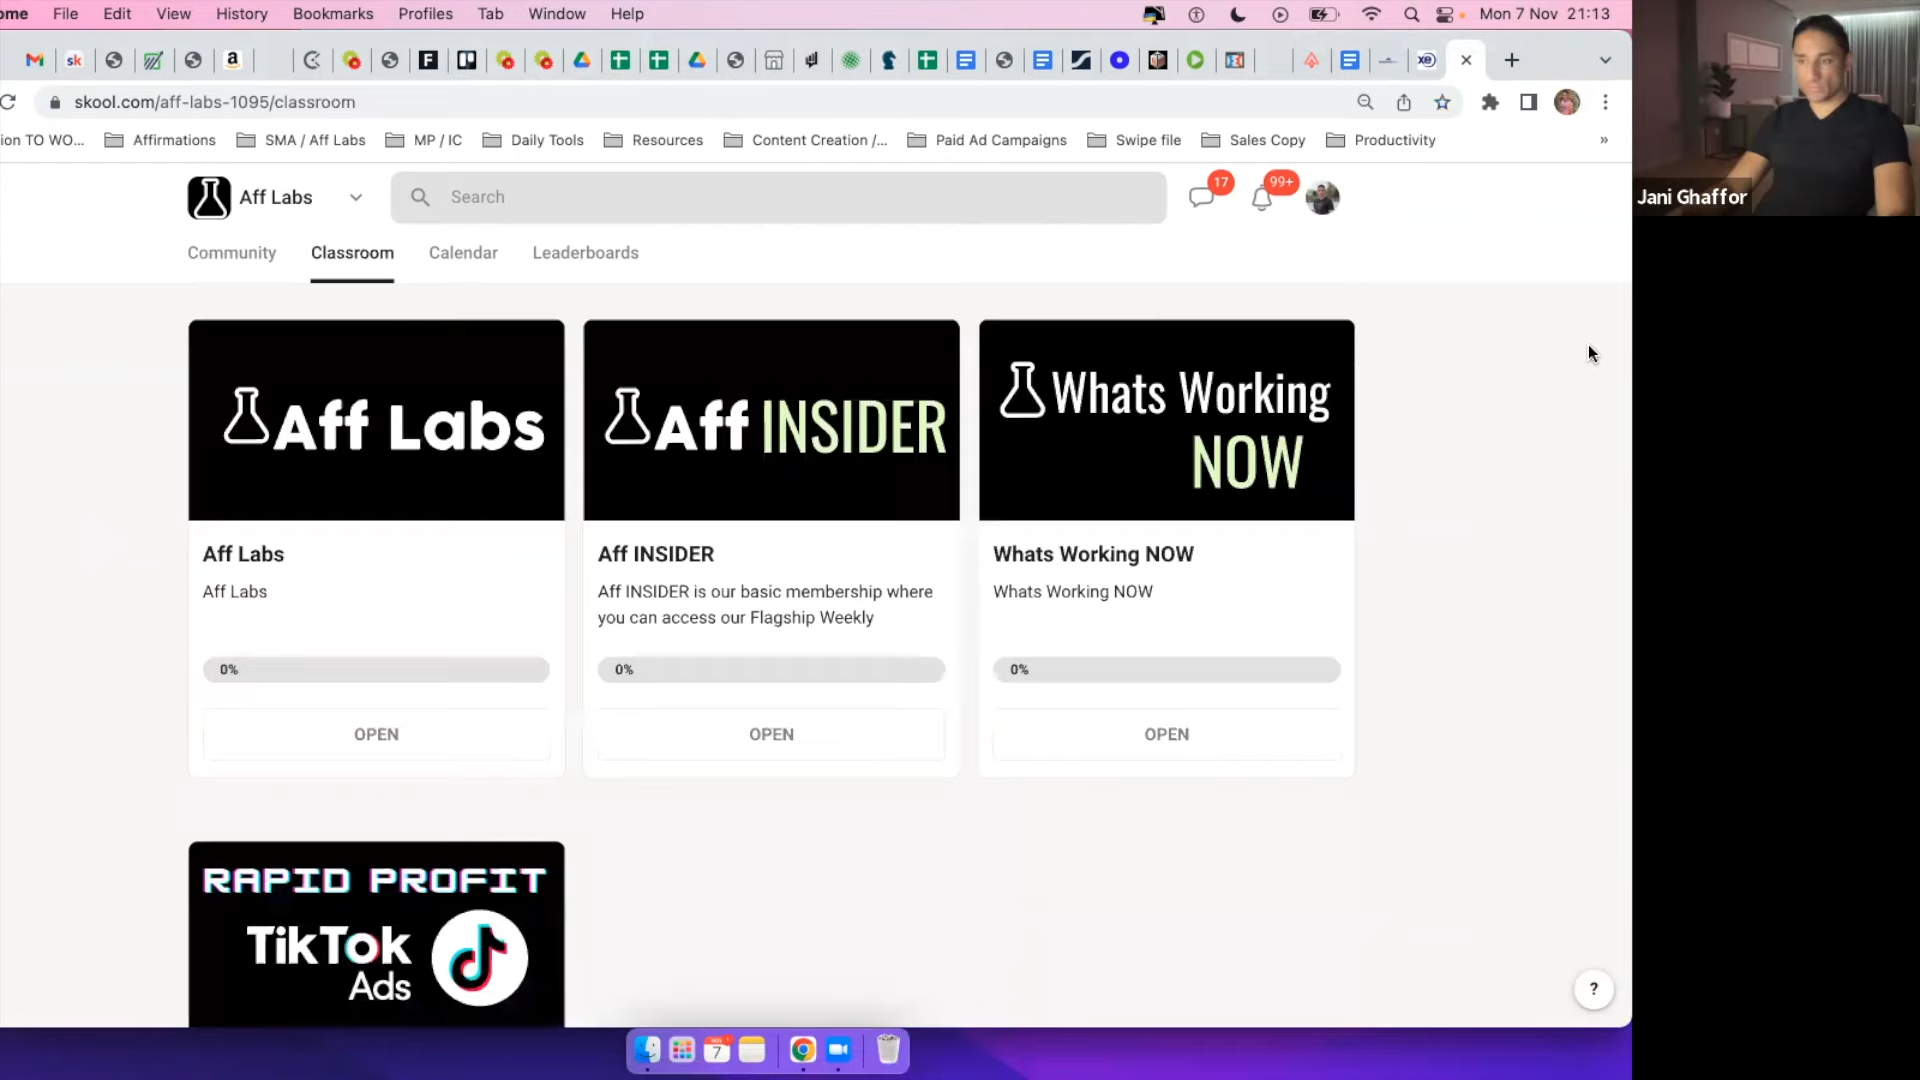 ome File Edit View History Bookmarks Profiles Tab Window Help Mon 7 Nov 21:13
skool.com/aff-labs-1095/classroom
ion TO WO... Affirmations SMA / Aff Labs MP / IC Daily Tools Resources Content Creation /... Paid Ad Campaigns Swipe file Sales Copy Productivity »
Jani Ghaffor
Aff Labs Search 17 99+
Community Classroom Calendar Leaderboards
Aff Labs
Aff INSIDER
Whats Working
NOW
Aff Labs
Aff Labs
0%
OPEN
Aff INSIDER
Aff INSIDER is our basic membership where
you can access our Flagship Weekly
0%
OPEN
Whats Working NOW
Whats Working NOW
0%
OPEN
RAPID PROFIT
TikTok
Ads
?
7